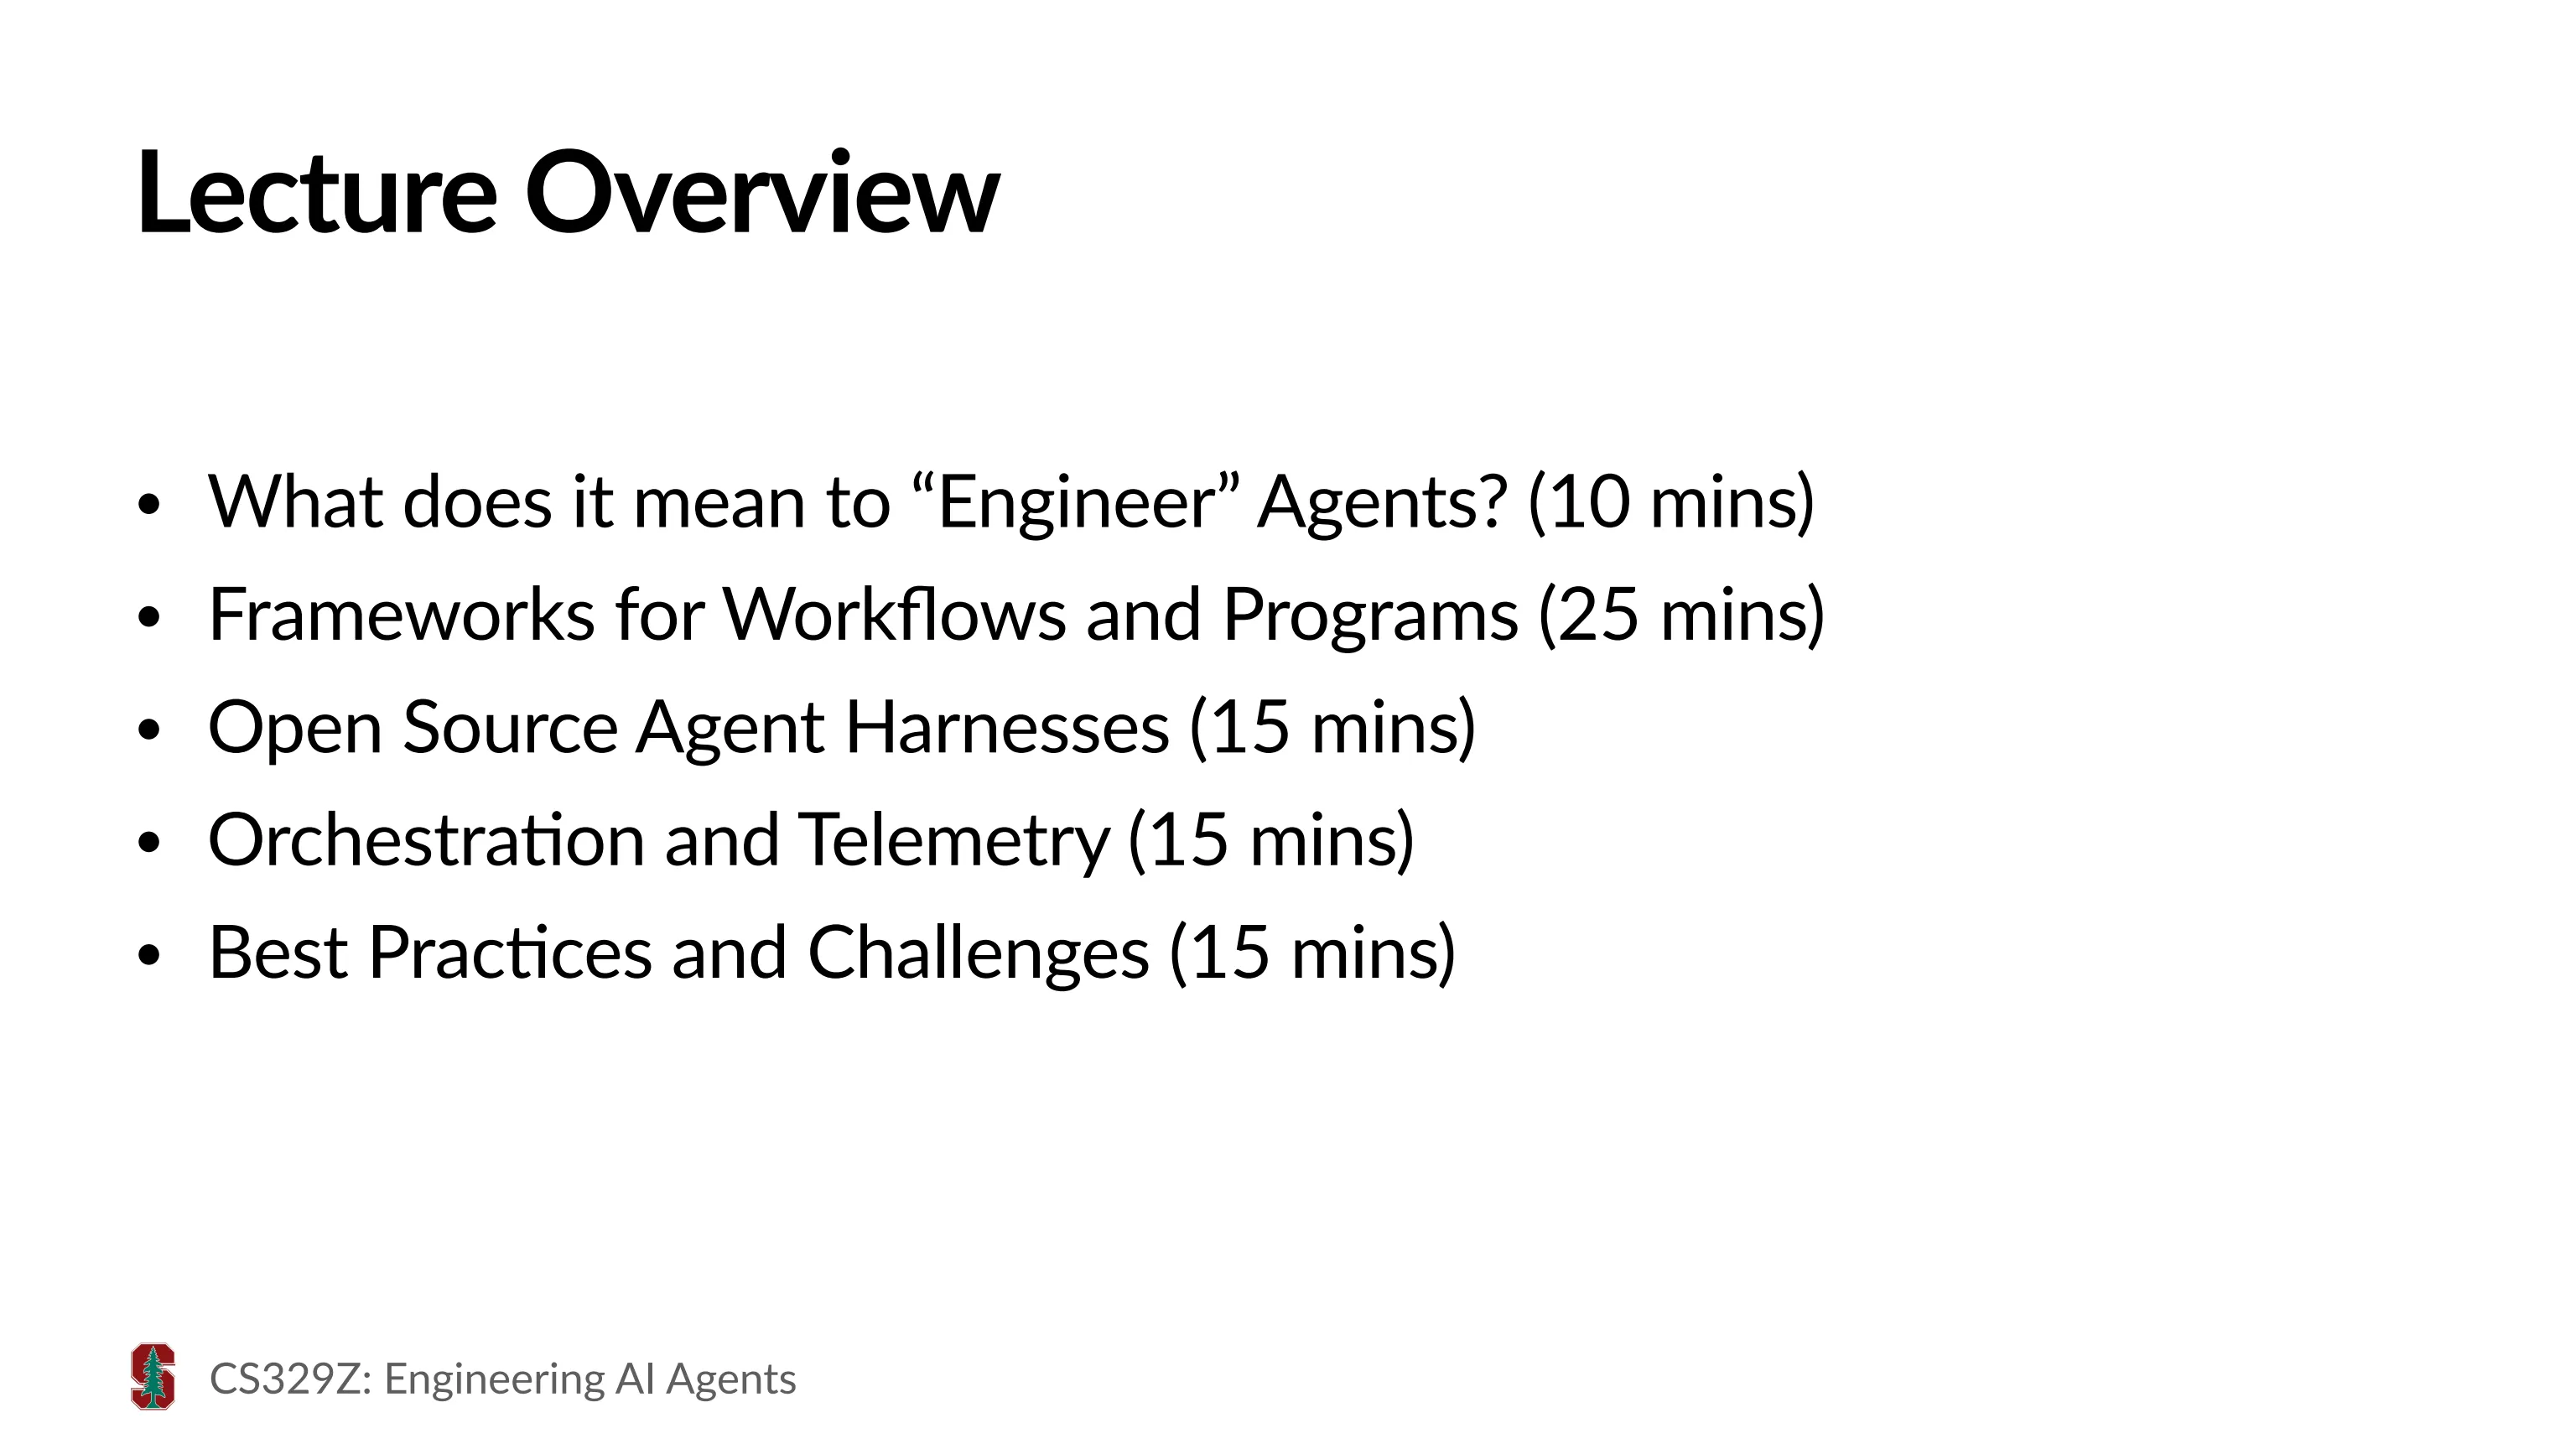 Lecture Overview
• What does it mean to “Engineer” Agents? (10 mins)
• Frameworks for Workflows and Programs (25 mins)
• Open Source Agent Harnesses (15 mins)
• Orchestration and Telemetry (15 mins)
• Best Practices and Challenges (15 mins)
CS329Z: Engineering AI Agents